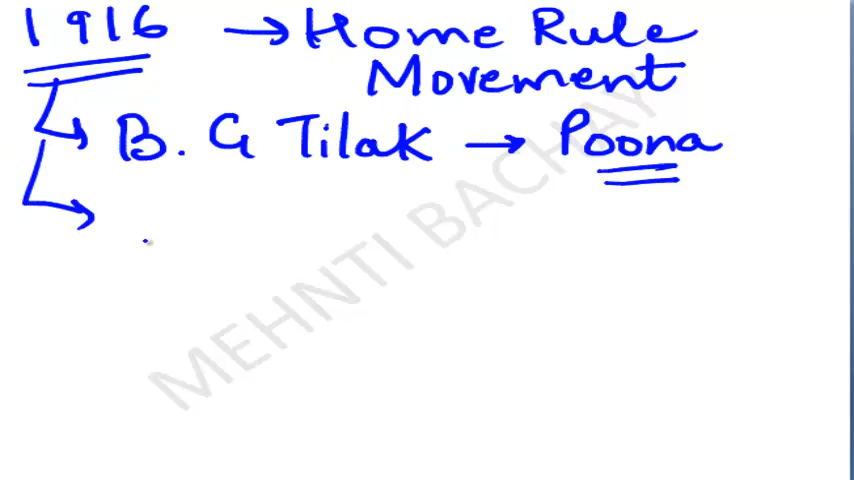 1916 → Home Rule
Movement
B. G Tilak → Poona
MEHNTI BACHAY